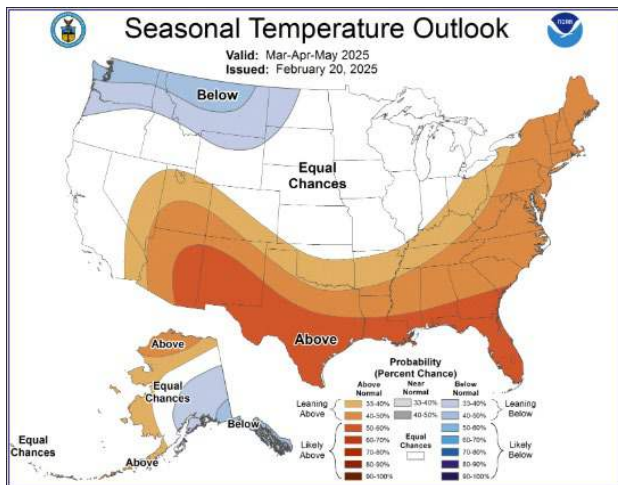 Seasonal Temperature Outlook
Valid: Mar-Apr-May 2025
Issued: February 20, 2025
noaa
Below
Equal
Chances
Above
Above
Equal
Chances
Below
Equal
Chances
Above
Probability
(Percent Chance)
Above
Normal
Near
Normal
Below
Normal
Leaning
Above
33-40%
40-50%
33-40%
40-50%
33-40%
40-50%
Leaning
Below
Likely
Above
50-60%
60-70%
70-80%
80-90%
90-100%
Equal
Chances
50-60%
60-70%
70-80%
80-90%
90-100%
Likely
Below